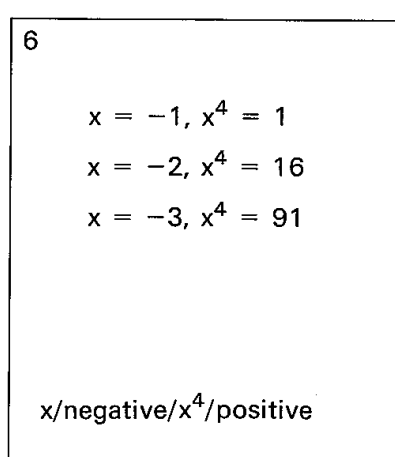 6
x = −1, x⁴ = 1
x = −2, x⁴ = 16
x = −3, x⁴ = 91
x/negative/x⁴/positive